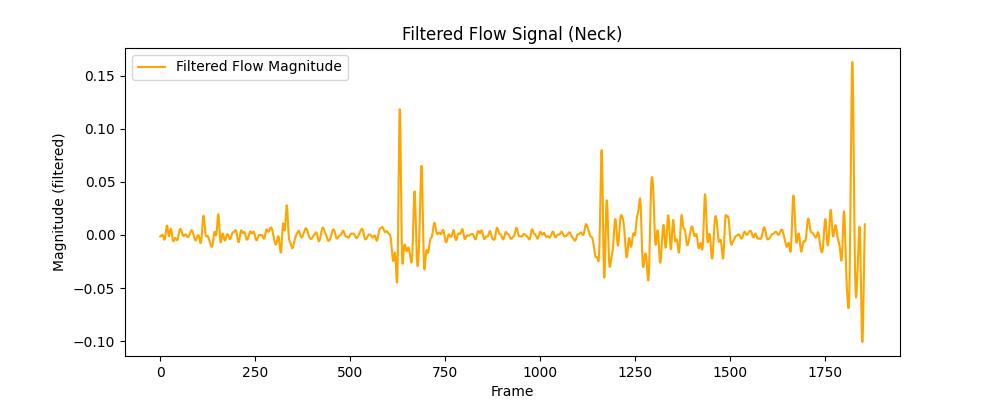 Filtered Flow Signal (Neck)
Filtered Flow Magnitude
Magnitude (filtered)
0.15
0.10
0.05
0.00
−0.05
−0.10
0 250 500 750 1000 1250 1500 1750
Frame